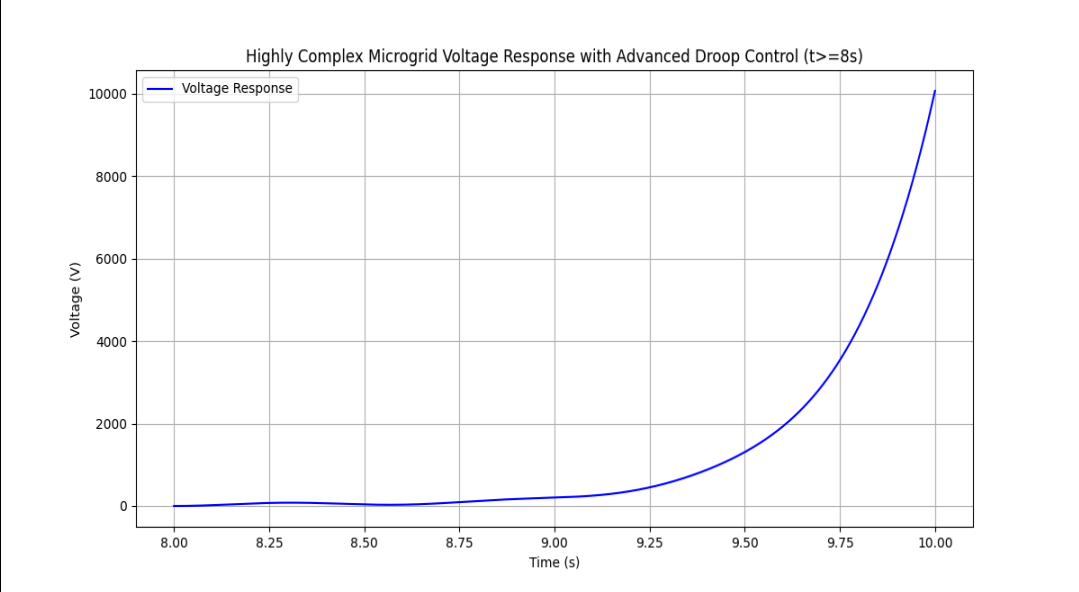 Highly Complex Microgrid Voltage Response with Advanced Droop Control (t>=8s)
Voltage Response
Voltage (V)
10000
8000
6000
4000
2000
0
8.00 8.25 8.50 8.75 9.00 9.25 9.50 9.75 10.00
Time (s)